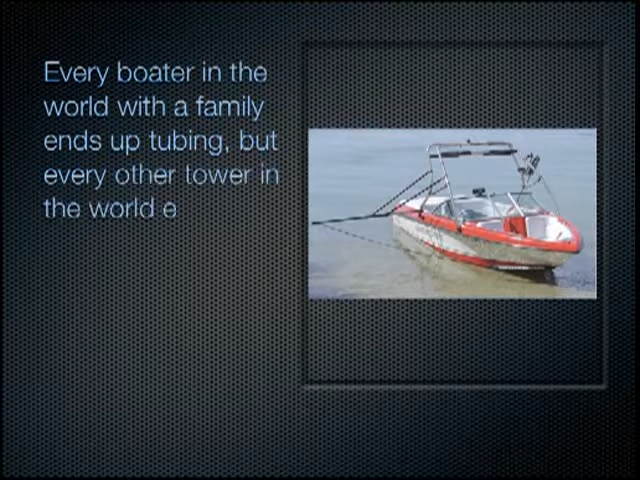 Every boater in the
world with a family
ends up tubing, but
every other tower in
the world e